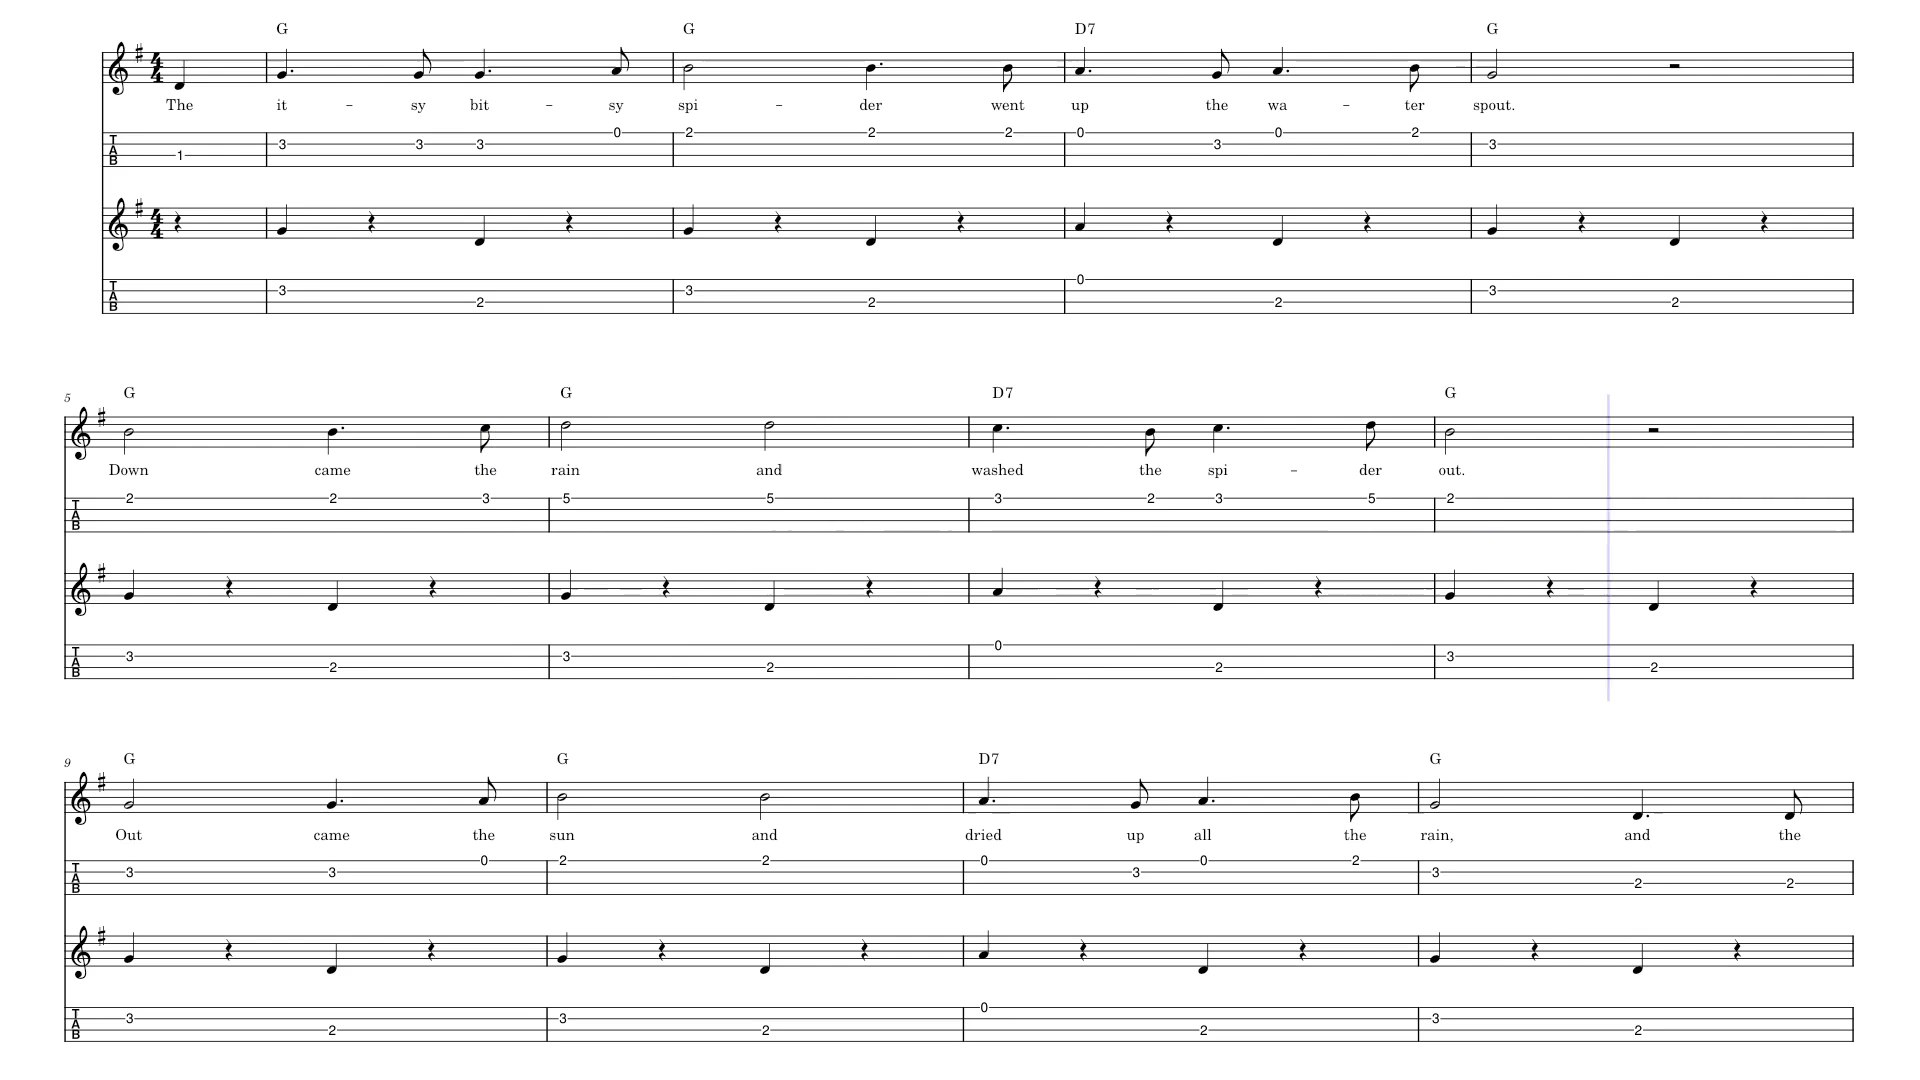 G G D7 G
4 4
The it - sy bit - sy spi - der went up the wa - ter spout.
T 1 3 3 3 0 2 2 2 0 3 0 2 3
A
B
4 4
T 3 2 3 2 0 2 3 2
A
B
5 G G D7 G
Down came the rain and washed the spi - der out.
T 2 2 3 5 5 3 2 3 5 2
A
B
T 3 2 3 2 0 2 3 2
A
B
9 G G D7 G
Out came the sun and dried up all the rain, and the
T 3 3 0 2 2 0 3 0 2 3 2 2
A
B
T 3 2 3 2 0 2 3 2
A
B